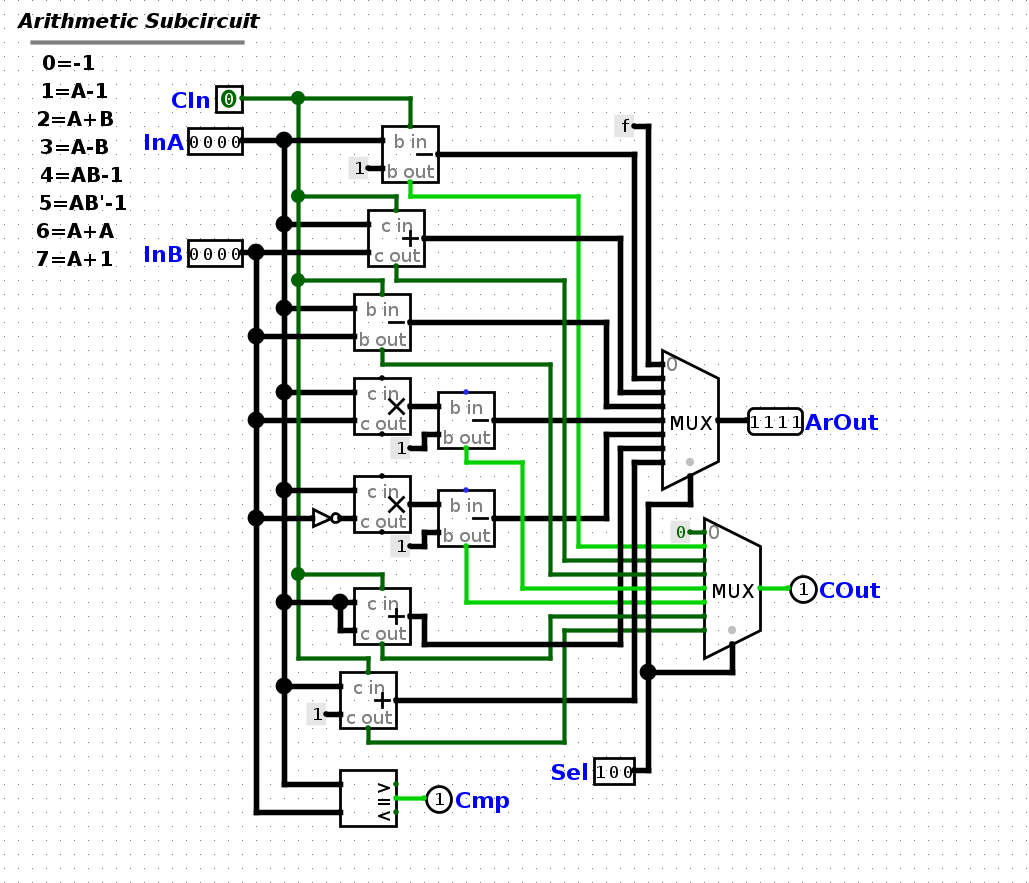 Arithmetic Subcircuit
0=-1
1=A-1
2=A+B
3=A-B
4=AB-1
5=AB'-1
6=A+A
7=A+1
CIn 0
InA 0000
InB 0000
b in
−
b out
1
c in
+
c out
b in
−
b out
c in
×
c out
b in
−
b out
1
c in
×
c out
b in
−
b out
1
c in
+
c out
c in
+
c out
1
f
0
MUX
1111 ArOut
0
0
MUX
1 COut
Sel 100
>
=
<
1 Cmp